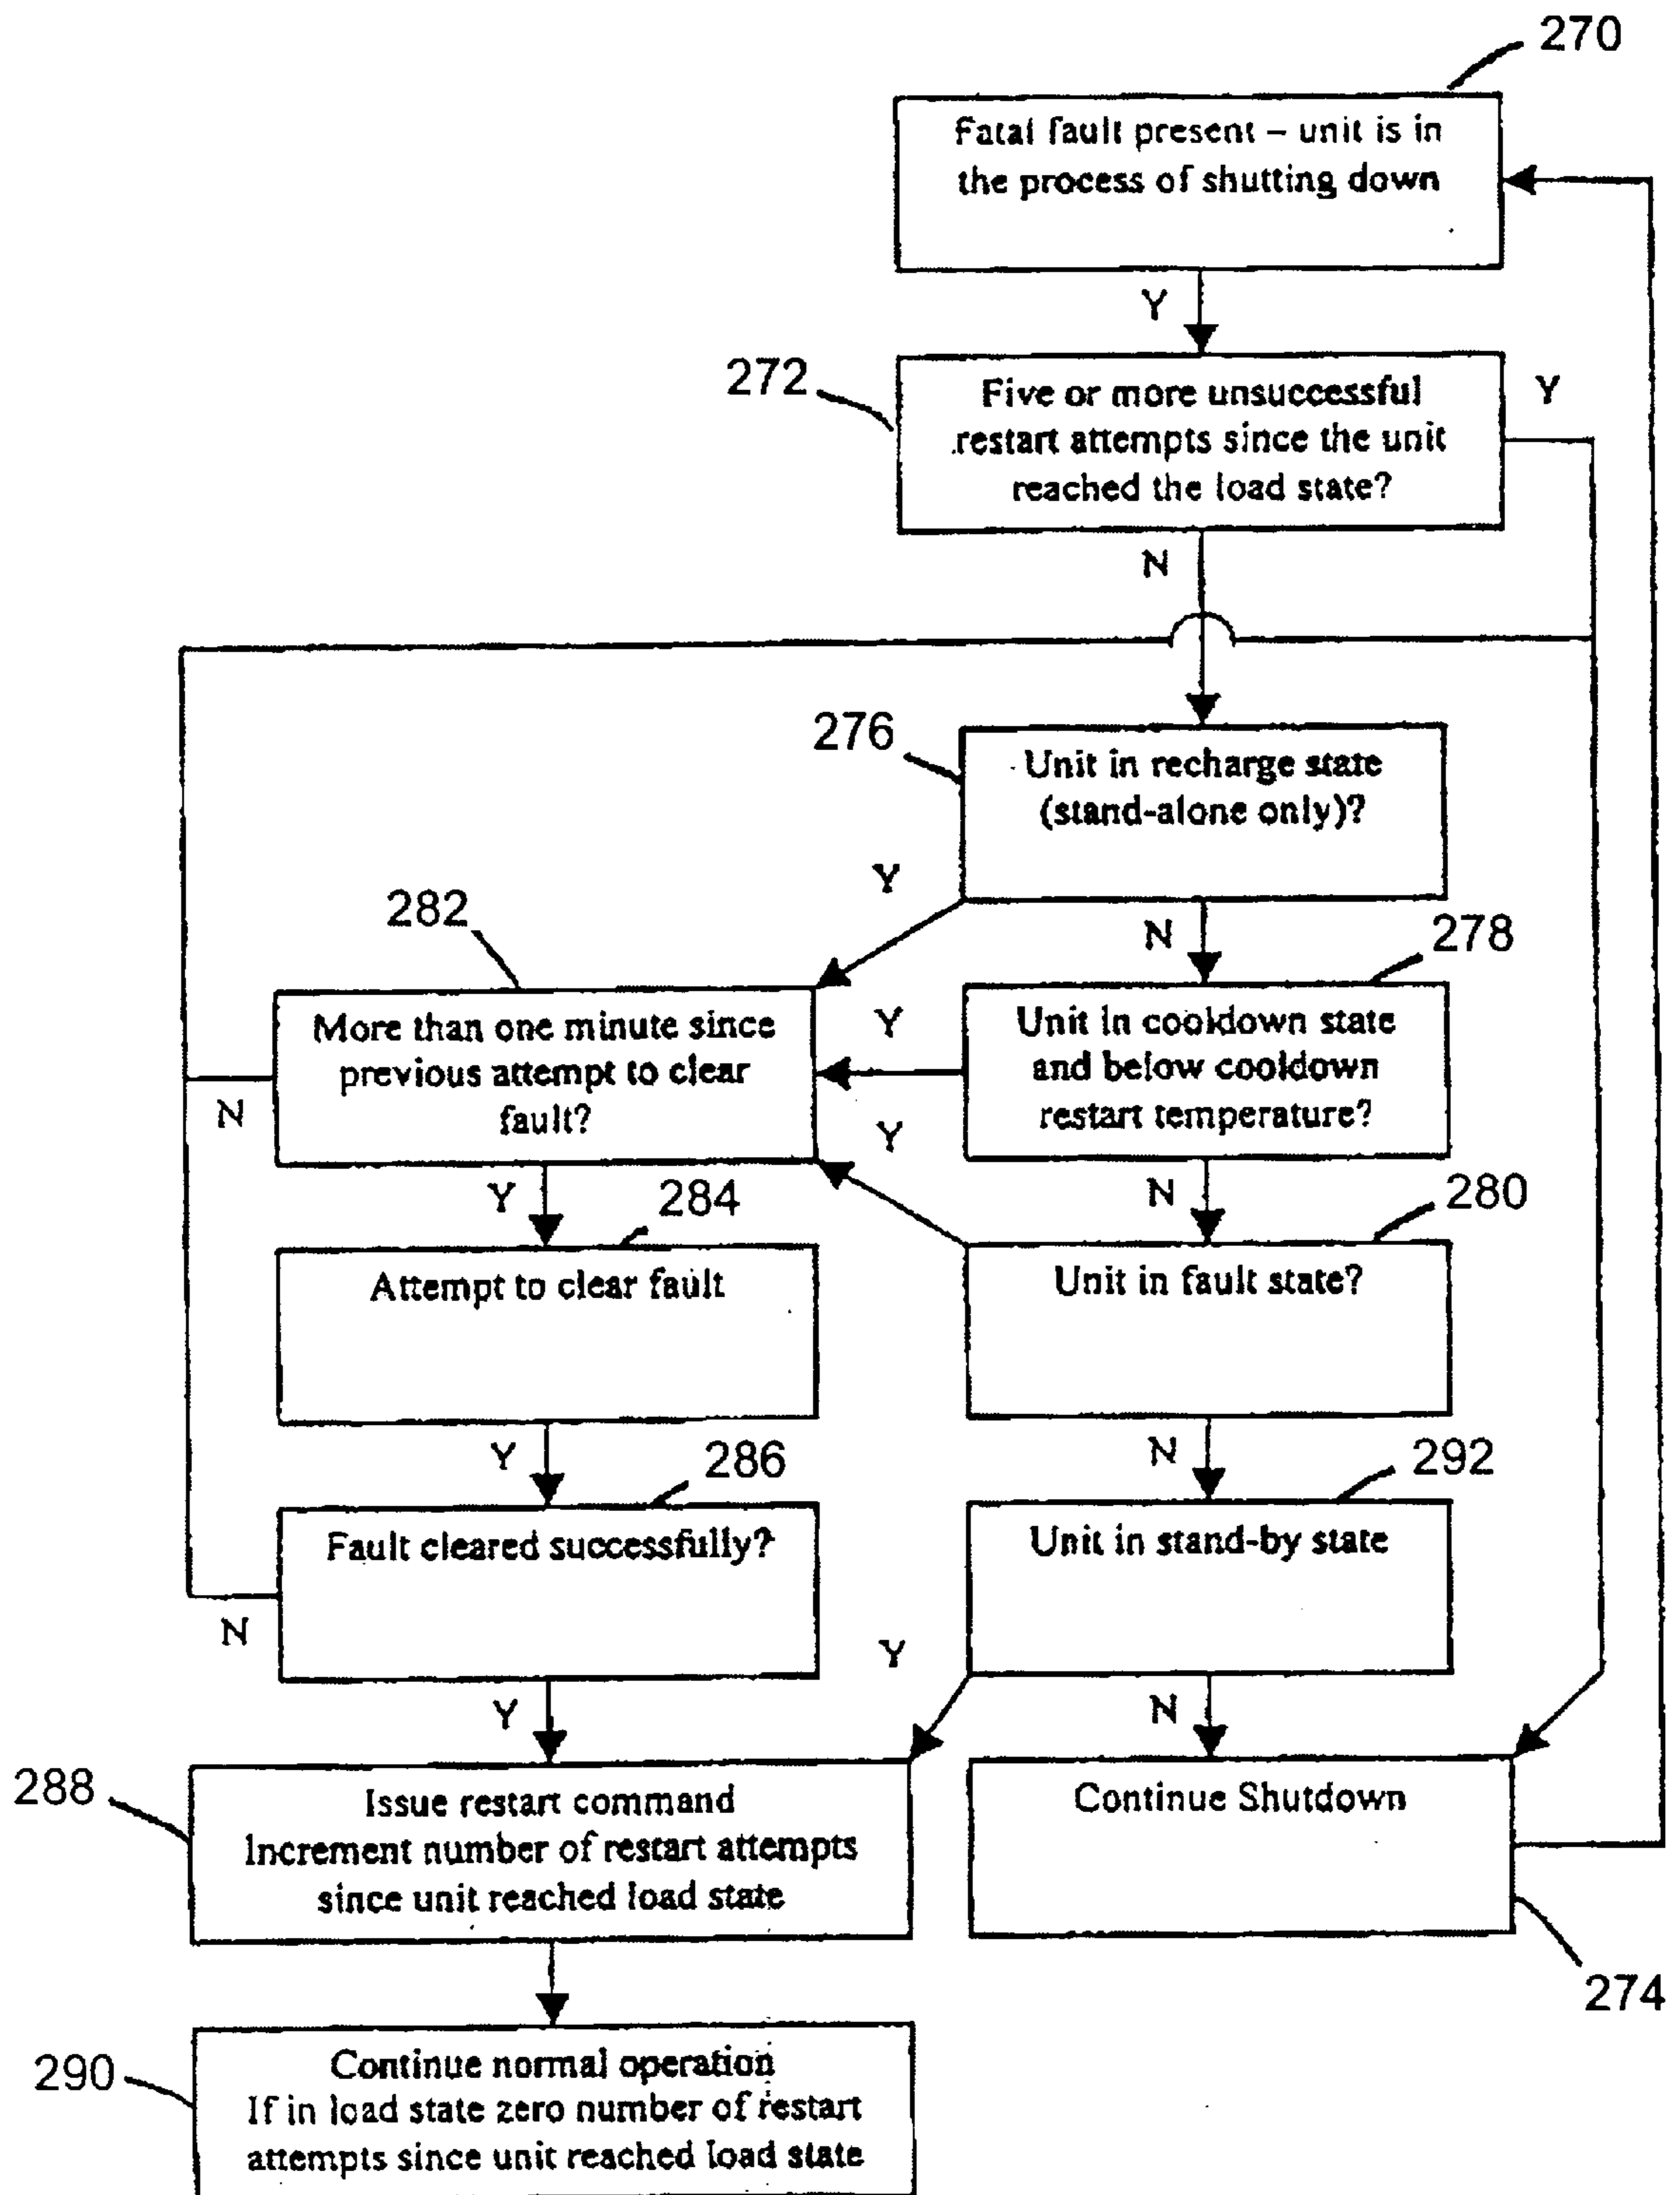 270
Fatal fault present – unit is in
the process of shutting down
Y
272
Five or more unsuccessful
restart attempts since the unit
reached the load state?
Y
N
276
Unit in recharge state
(stand-alone only)?
Y
N
282
278
More than one minute since
previous attempt to clear
fault?
Y
Unit in cooldown state
and below cooldown
restart temperature?
N
Y
Y
284
N
280
Attempt to clear fault
Unit in fault state?
Y
286
N
292
Fault cleared successfully?
Unit in stand-by state
N
Y
Y
N
288
Issue restart command
Increment number of restart attempts
since unit reached load state
Continue Shutdown
274
290
Continue normal operation
If in load state zero number of restart
attempts since unit reached load state